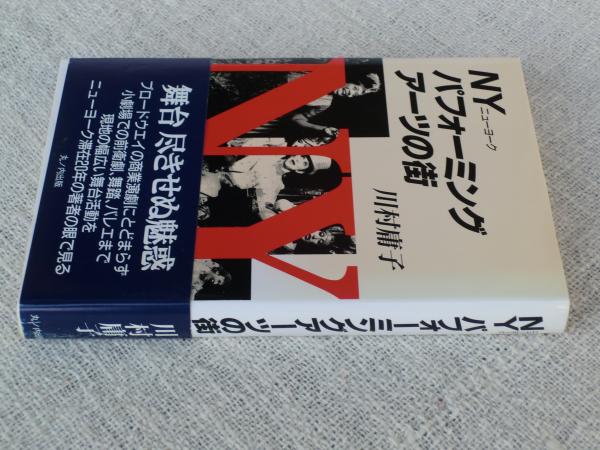 NY
ニューヨーク
パフォーミング
アーツの街
川村庸子
NY
舞台 尽きせぬ魅惑
ブロードウエイの商業演劇にとどまらず
小劇場での前衛劇、舞踏、バレエまで
現地の幅広い舞台活動を
ニューヨーク滞在20年の著者の眼で見る
丸ノ内出版
NYパフォーミングアーツの街
川村庸子